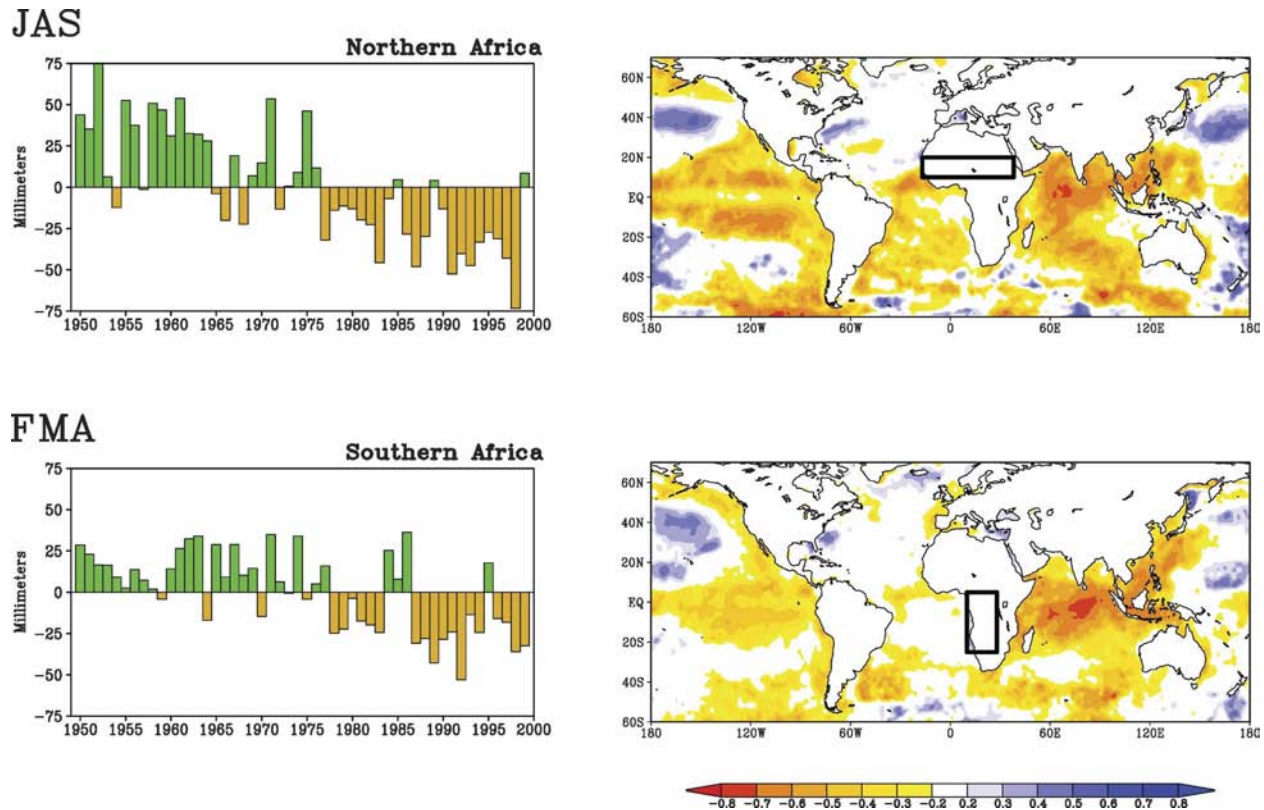 JAS
Northern Africa
Millimeters
75
50
25
0
−25
−50
−75
1950 1955 1960 1965 1970 1975 1980 1985 1990 1995 2000
60N
40N
20N
EQ
20S
40S
60S
180 120W 60W 0 60E 120E 180
FMA
Southern Africa
Millimeters
75
50
25
0
−25
−50
−75
1950 1955 1960 1965 1970 1975 1980 1985 1990 1995 2000
60N
40N
20N
EQ
20S
40S
60S
180 120W 60W 0 60E 120E 180
−0.8 −0.7 −0.6 −0.5 −0.4 −0.3 −0.2 0.2 0.3 0.4 0.5 0.6 0.7 0.8